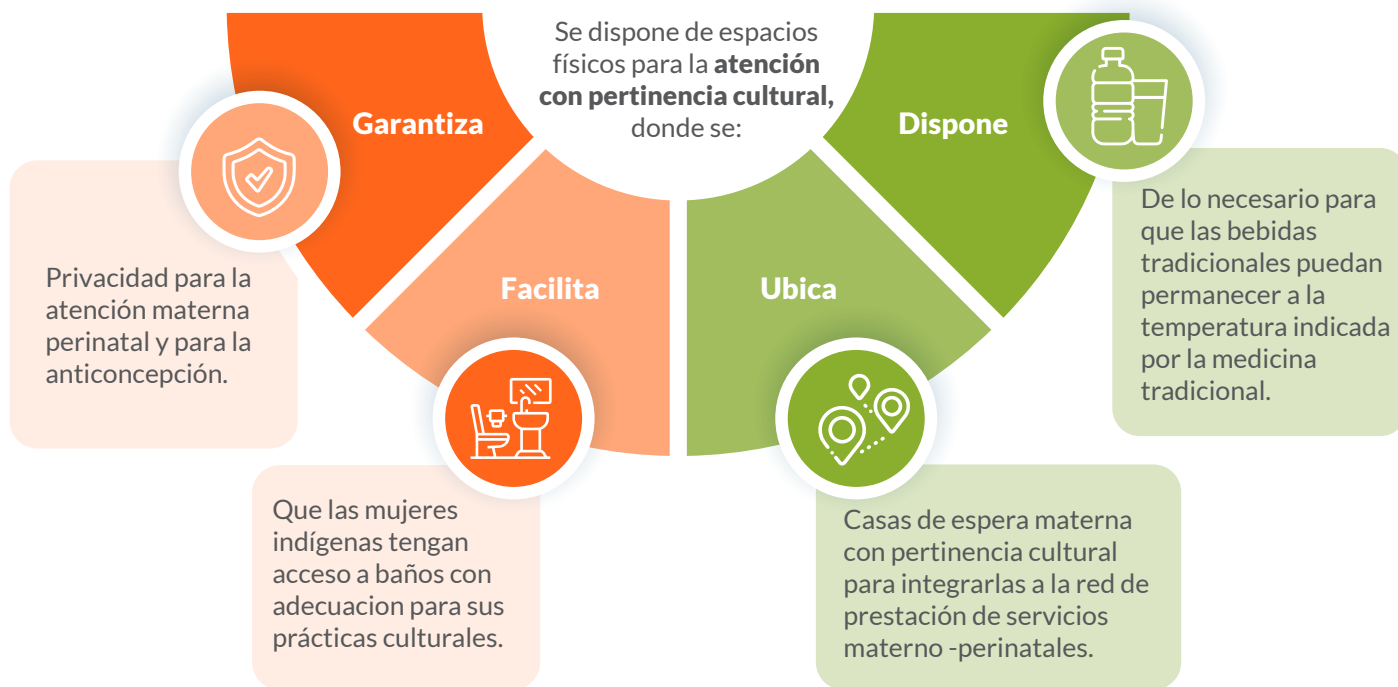 Se dispone de espacios
físicos para la atención
con pertinencia cultural,
donde se:
Garantiza
Privacidad para la
atención materna
perinatal y para la
anticoncepción.
Facilita
Que las mujeres
indígenas tengan
acceso a baños con
adecuacion para sus
prácticas culturales.
Ubica
Casas de espera materna
con pertinencia cultural
para integrarlas a la red de
prestación de servicios
materno -perinatales.
Dispone
De lo necesario para
que las bebidas
tradicionales puedan
permanecer a la
temperatura indicada
por la medicina
tradicional.